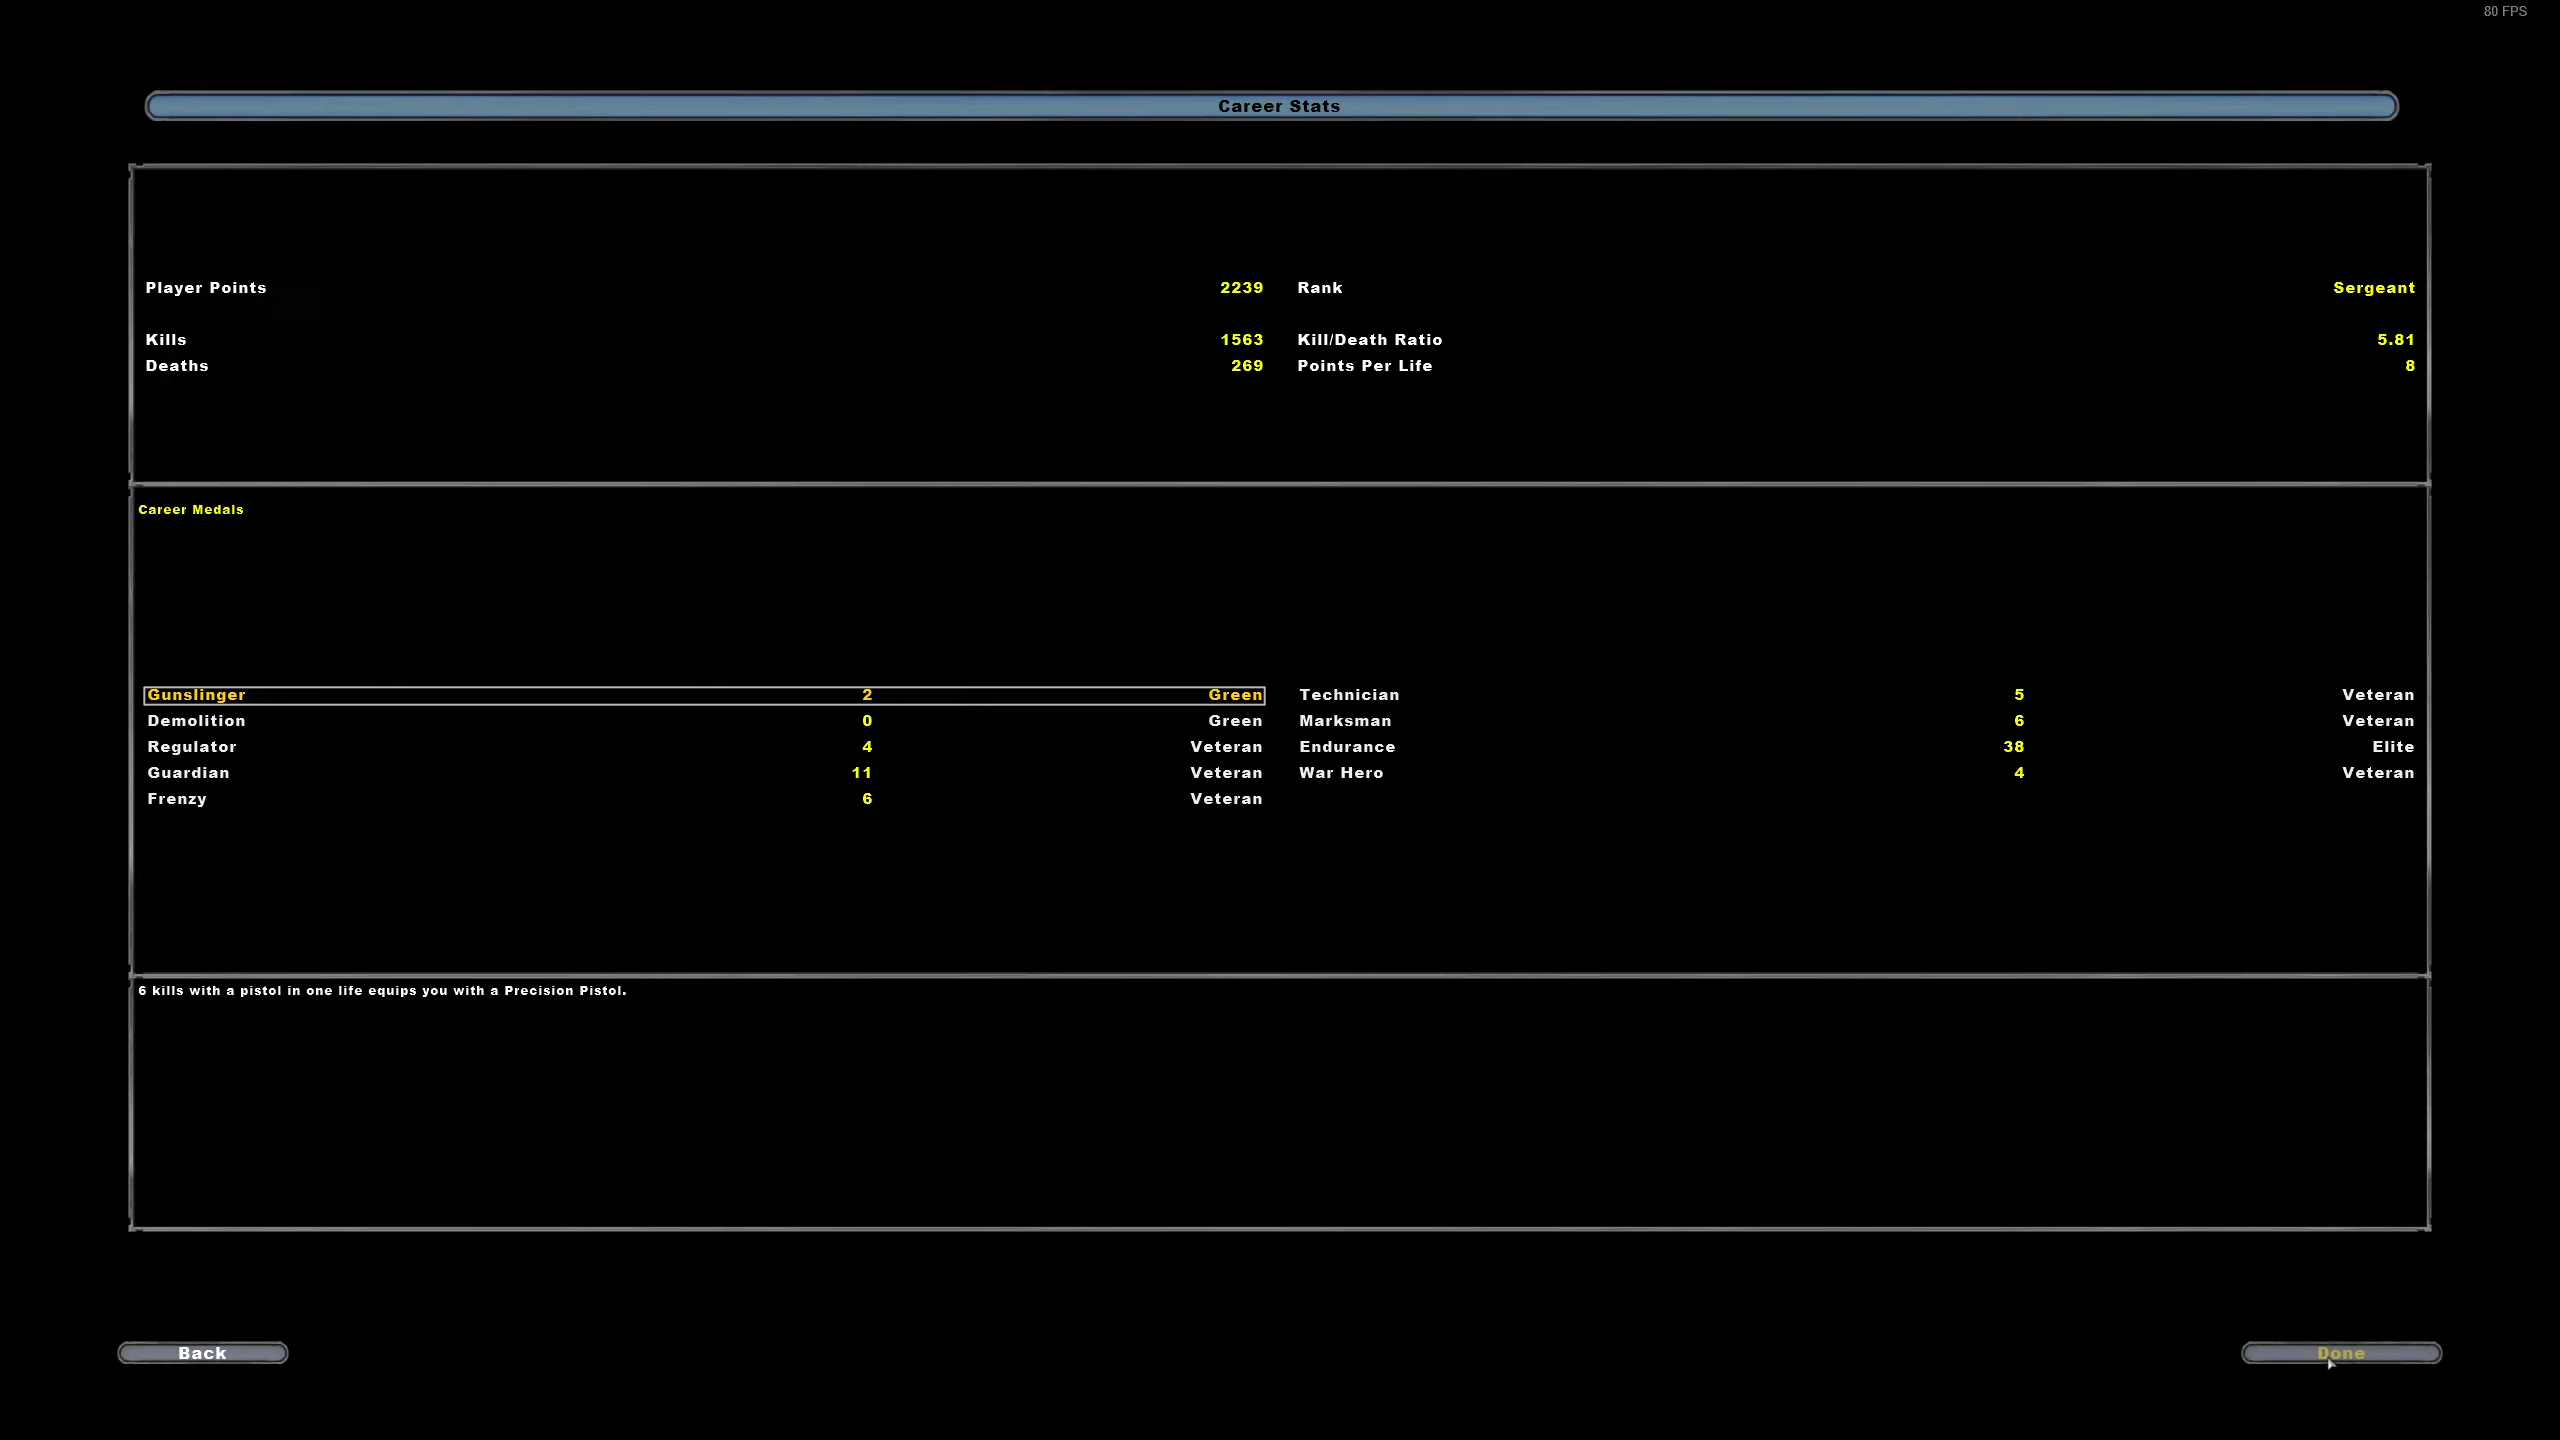 80 FPS
Career Stats
Player Points 2239 Rank Sergeant
Kills 1563 Kill/Death Ratio 5.81
Deaths 269 Points Per Life 8
Career Medals
Gunslinger 2 Green Technician 5 Veteran
Demolition 0 Green Marksman 6 Veteran
Regulator 4 Veteran Endurance 38 Elite
Guardian 11 Veteran War Hero 4 Veteran
Frenzy 6 Veteran
6 kills with a pistol in one life equips you with a Precision Pistol.
Back Done